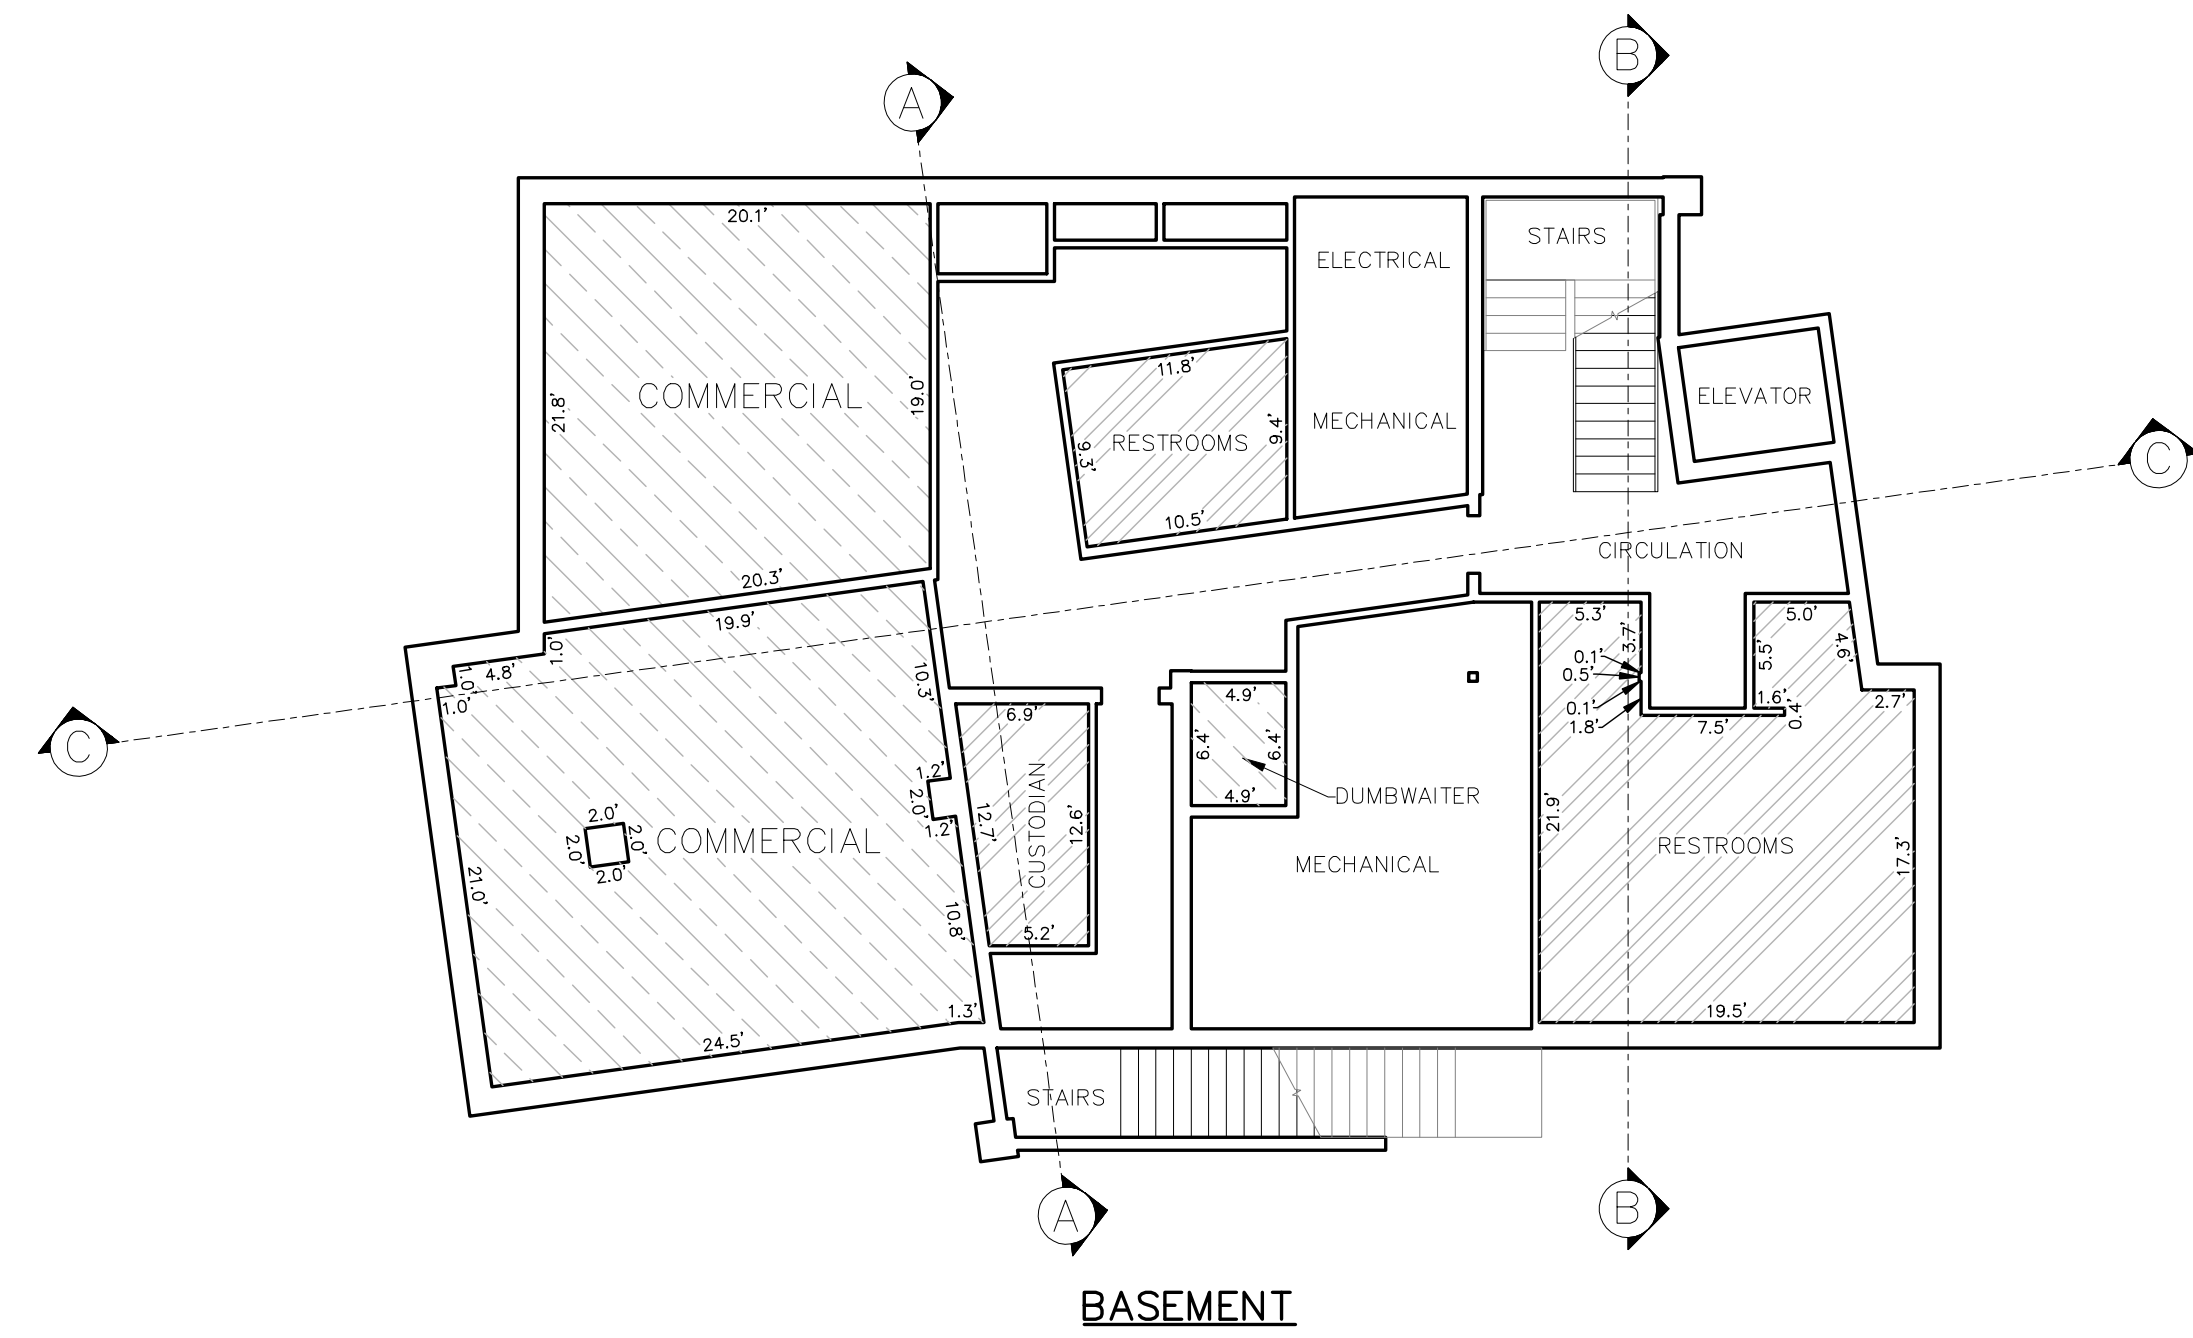 B
A
20.1'
STAIRS
ELECTRICAL
21.8'
COMMERCIAL
19.0'
11.8'
RESTROOMS
9.3'
9.4'
10.5'
MECHANICAL
ELEVATOR
C
CIRCULATION
20.3'
19.9'
1.0'
4.8'
1.0'
1.0'
10.3'
5.3'
3.7'
0.1'
0.5'
0.1'
1.8'
5.0'
5.5'
4.6'
1.6'
0.4'
2.7'
7.5'
6.9'
4.9'
6.4'
6.4'
4.9'
DUMBWAITER
C
1.2'
2.0'
1.2'
2.0'
2.0'
2.0'
2.0'
COMMERCIAL
12.7'
CUSTODIAN
12.6'
MECHANICAL
21.9'
RESTROOMS
17.3'
21.0'
10.8'
5.2'
1.3'
24.5'
19.5'
STAIRS
A
B
BASEMENT